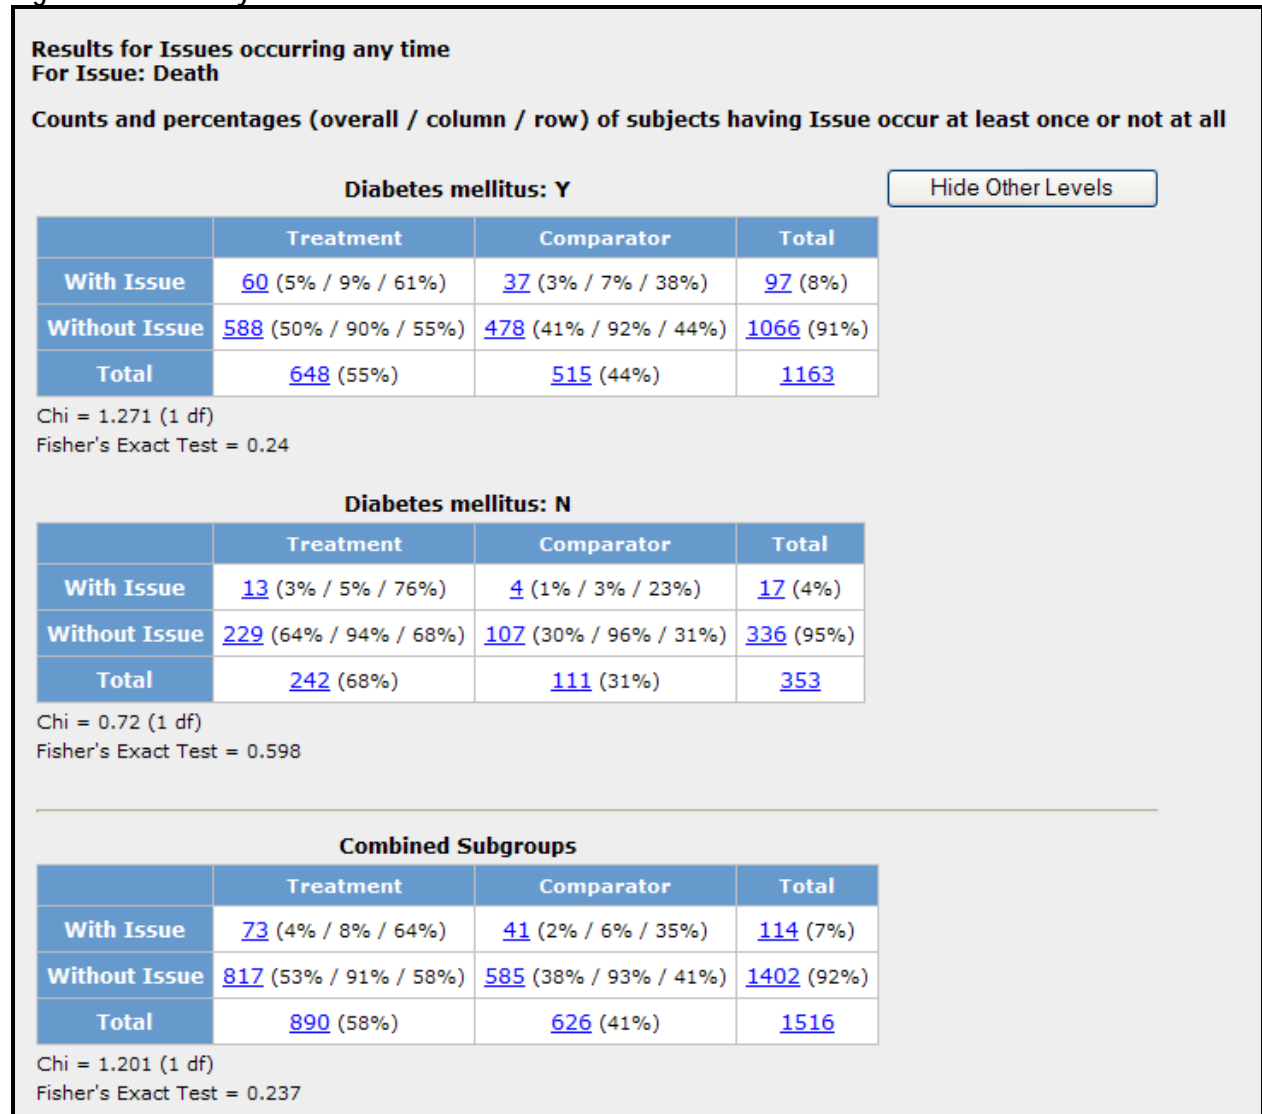 Results for Issues occurring any time
For Issue: Death
Counts and percentages (overall / column / row) of subjects having Issue occur at least once or not at all
Diabetes mellitus: Y
Hide Other Levels
Treatment Comparator Total
With Issue 60 (5% / 9% / 61%) 37 (3% / 7% / 38%) 97 (8%)
Without Issue 588 (50% / 90% / 55%) 478 (41% / 92% / 44%) 1066 (91%)
Total 648 (55%) 515 (44%) 1163
Chi = 1.271 (1 df)
Fisher's Exact Test = 0.24
Diabetes mellitus: N
Treatment Comparator Total
With Issue 13 (3% / 5% / 76%) 4 (1% / 3% / 23%) 17 (4%)
Without Issue 229 (64% / 94% / 68%) 107 (30% / 96% / 31%) 336 (95%)
Total 242 (68%) 111 (31%) 353
Chi = 0.72 (1 df)
Fisher's Exact Test = 0.598
Combined Subgroups
Treatment Comparator Total
With Issue 73 (4% / 8% / 64%) 41 (2% / 6% / 35%) 114 (7%)
Without Issue 817 (53% / 91% / 58%) 585 (38% / 93% / 41%) 1402 (92%)
Total 890 (58%) 626 (41%) 1516
Chi = 1.201 (1 df)
Fisher's Exact Test = 0.237